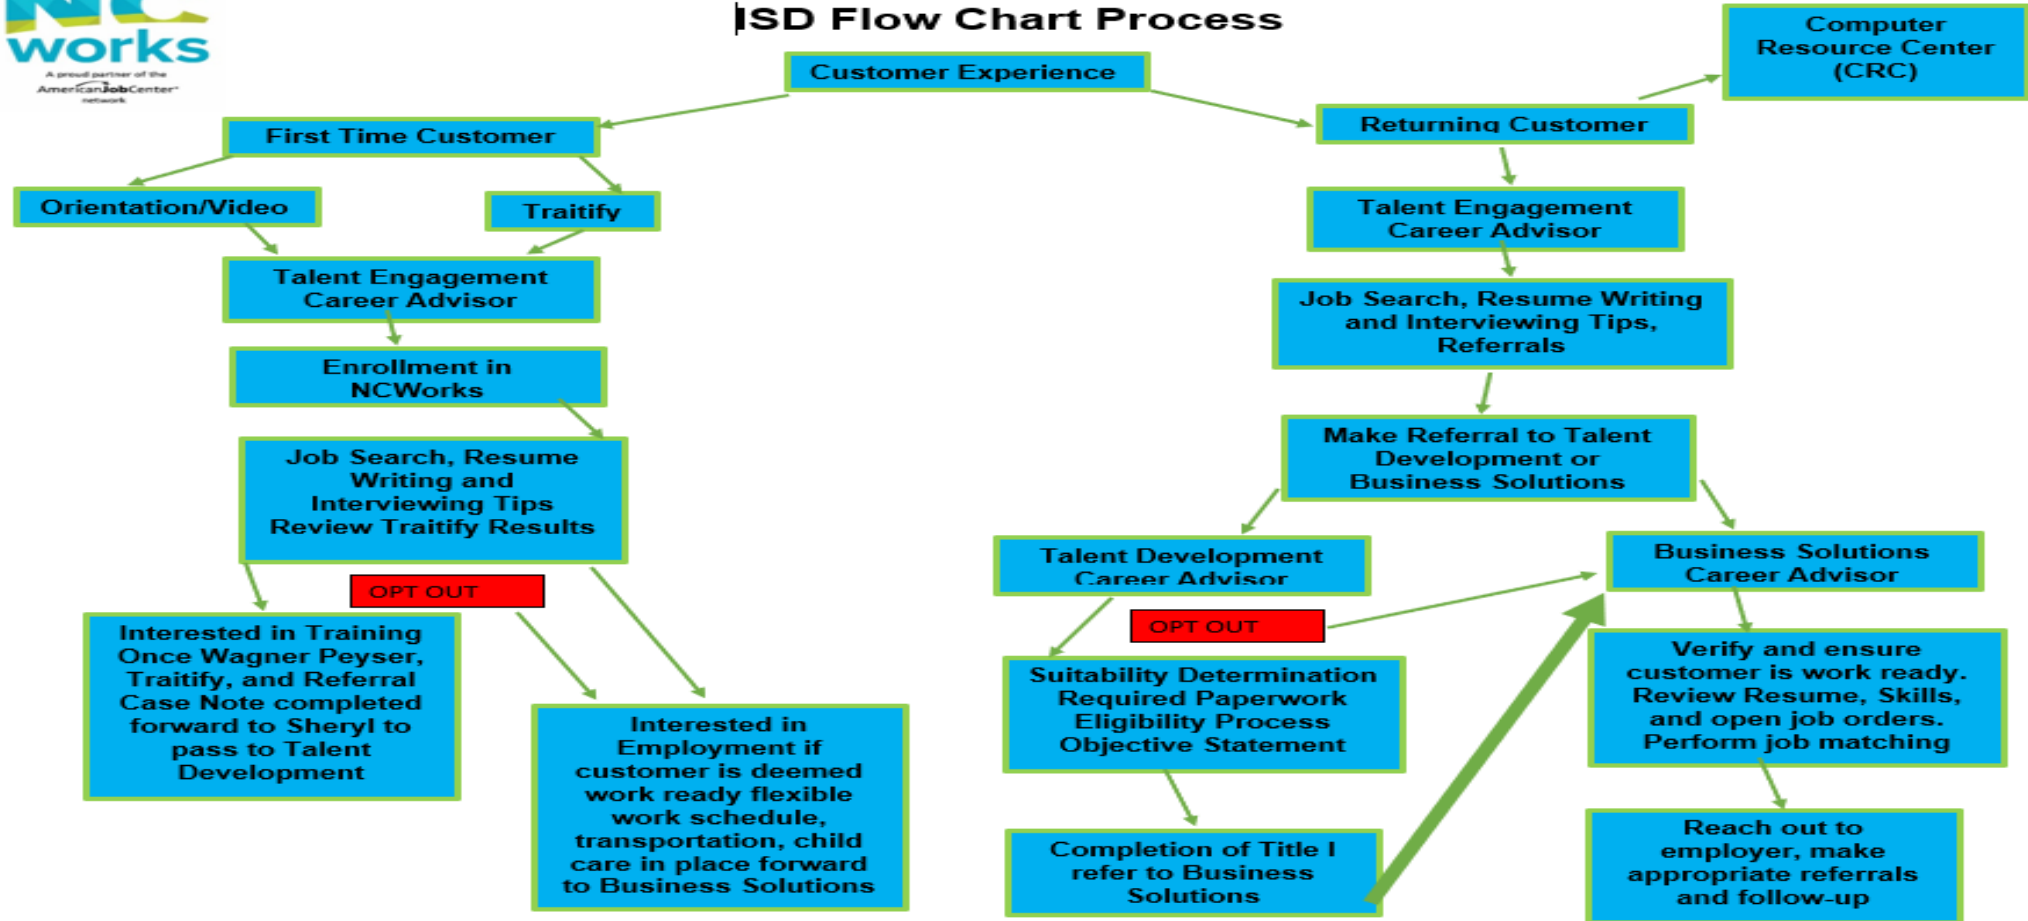 NC
works
A proud partner of the
AmericanJobCenter
network
ISD Flow Chart Process
Customer Experience
Computer
Resource Center
(CRC)
First Time Customer
Returning Customer
Orientation/Video
Traitify
Talent Engagement
Career Advisor
Enrollment in
NCWorks
Job Search, Resume
Writing and
Interviewing Tips
Review Traitify Results
OPT OUT
Interested in Training
Once Wagner Peyser,
Traitify, and Referral
Case Note completed
forward to Sheryl to
pass to Talent
Development
Interested in
Employment if
customer is deemed
work ready flexible
work schedule,
transportation, child
care in place forward
to Business Solutions
Talent Engagement
Career Advisor
Job Search, Resume Writing
and Interviewing Tips,
Referrals
Make Referral to Talent
Development or
Business Solutions
Talent Development
Career Advisor
OPT OUT
Suitability Determination
Required Paperwork
Eligibility Process
Objective Statement
Completion of Title I
refer to Business
Solutions
Business Solutions
Career Advisor
Verify and ensure
customer is work ready.
Review Resume, Skills,
and open job orders.
Perform job matching
Reach out to
employer, make
appropriate referrals
and follow-up